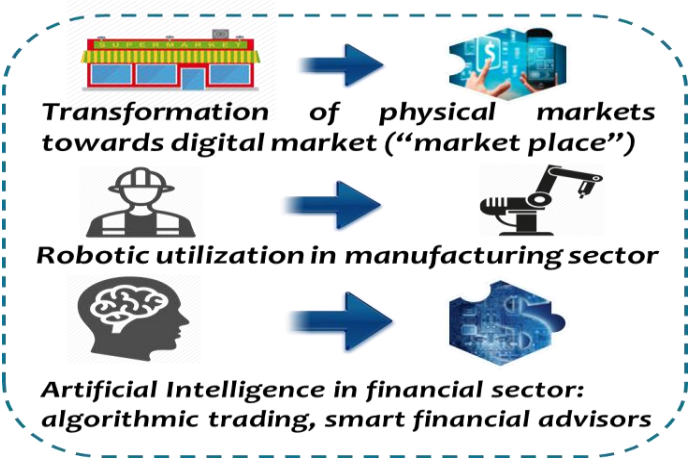 SUPERMARKET
Transformation of physical markets
towards digital market (“market place”)
Robotic utilization in manufacturing sector
Artificial Intelligence in financial sector:
algorithmic trading, smart financial advisors